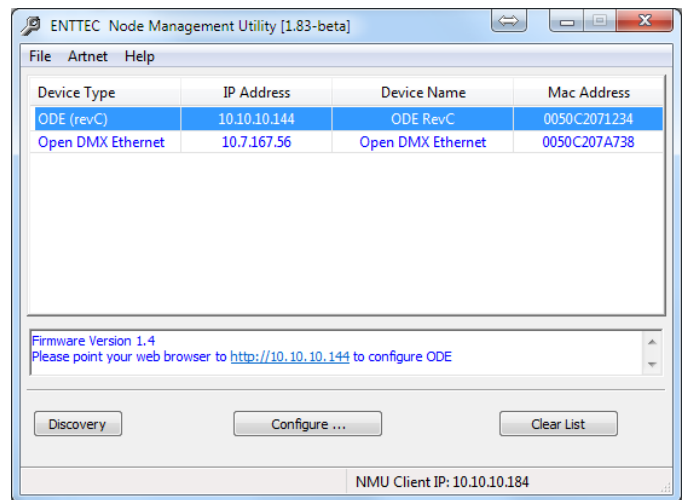 ENTTEC Node Management Utility [1.83-beta]
File Artnet Help
Device Type IP Address Device Name Mac Address
ODE (revC) 10.10.10.144 ODE RevC 0050C2071234
Open DMX Ethernet 10.7.167.56 Open DMX Ethernet 0050C207A738
Firmware Version 1.4
Please point your web browser to http://10.10.10.144 to configure ODE
Discovery Configure ... Clear List
NMU Client IP: 10.10.10.184